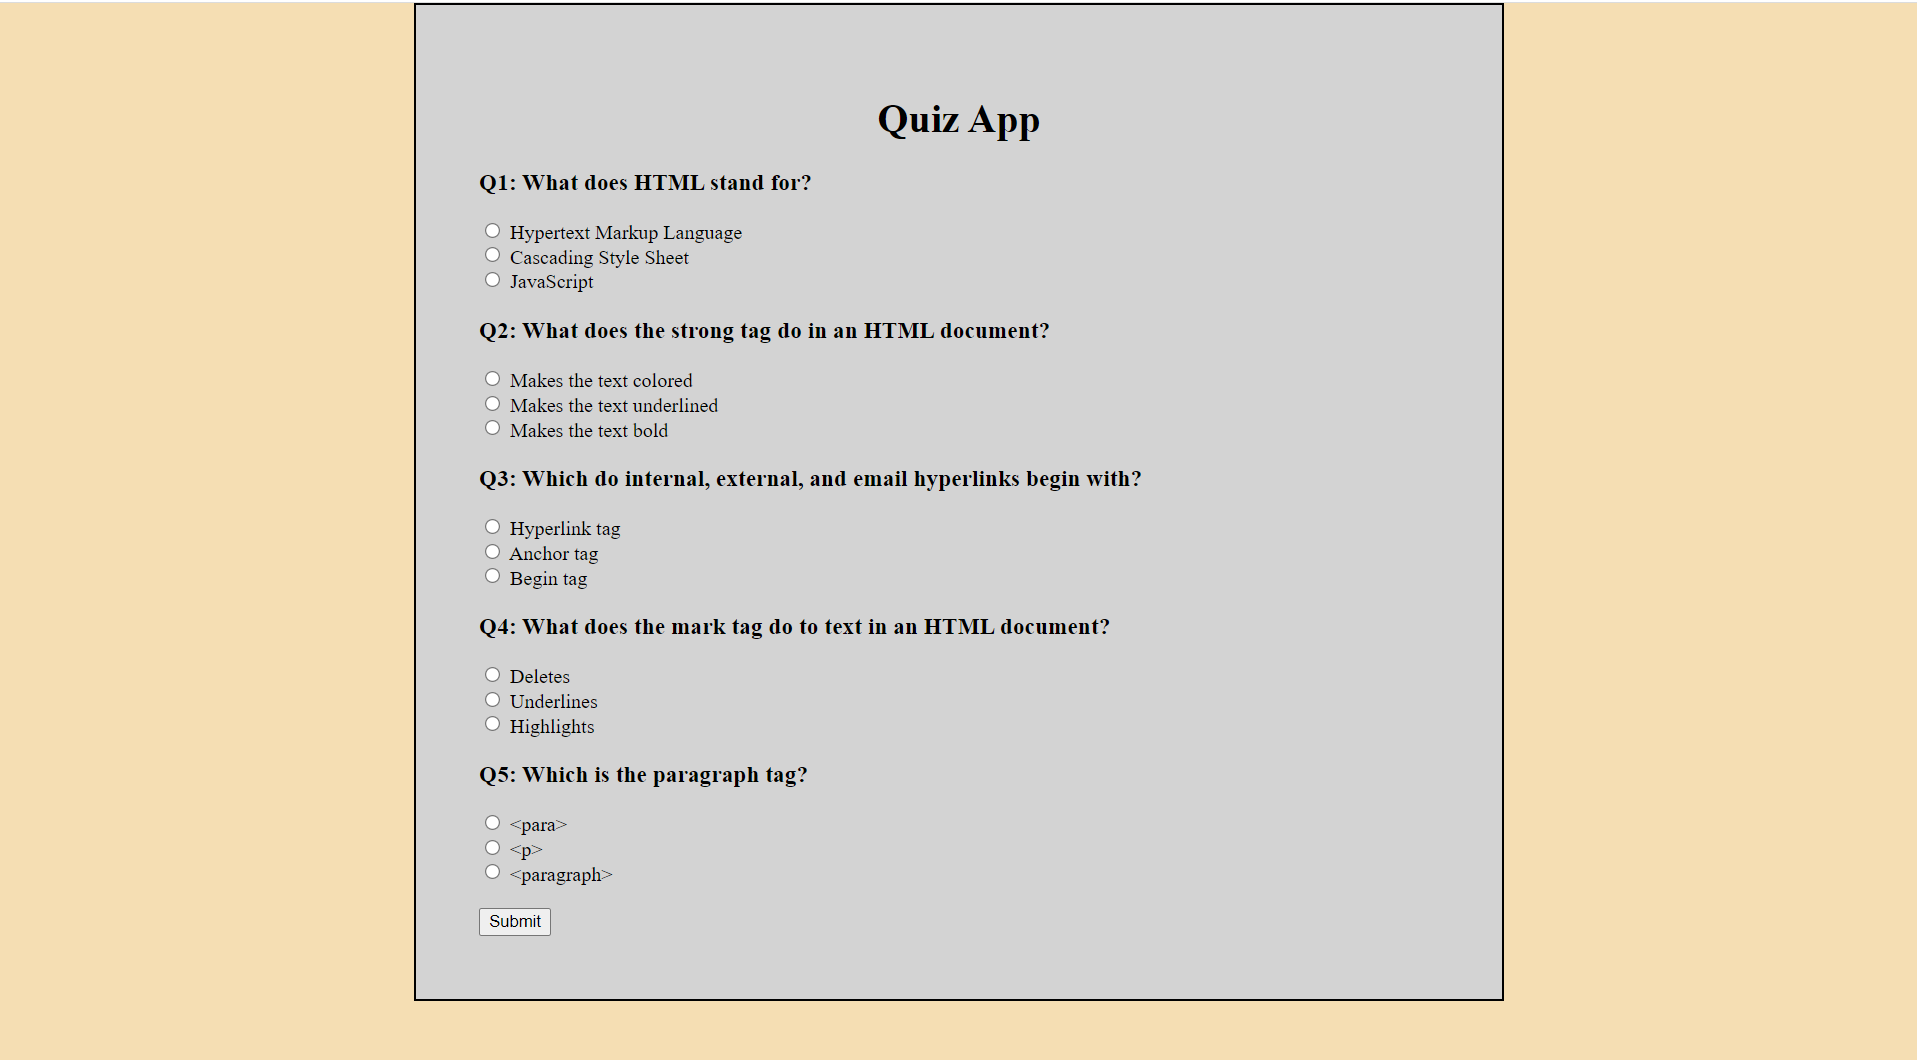 Quiz App
Q1: What does HTML stand for?
Hypertext Markup Language
Cascading Style Sheet
JavaScript
Q2: What does the strong tag do in an HTML document?
Makes the text colored
Makes the text underlined
Makes the text bold
Q3: Which do internal, external, and email hyperlinks begin with?
Hyperlink tag
Anchor tag
Begin tag
Q4: What does the mark tag do to text in an HTML document?
Deletes
Underlines
Highlights
Q5: Which is the paragraph tag?
<para>
<p>
<paragraph>
Submit